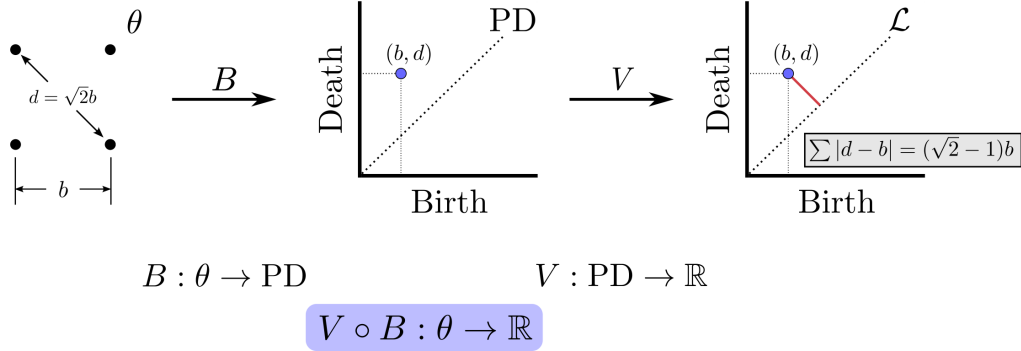 θ
d = √2b
b
B
Death
(b, d)
PD
Birth
V
Death
(b, d)
ℒ
∑ |d − b| = (√2 − 1)b
Birth
B : θ → PD
V : PD → ℝ
V ∘ B : θ → ℝ